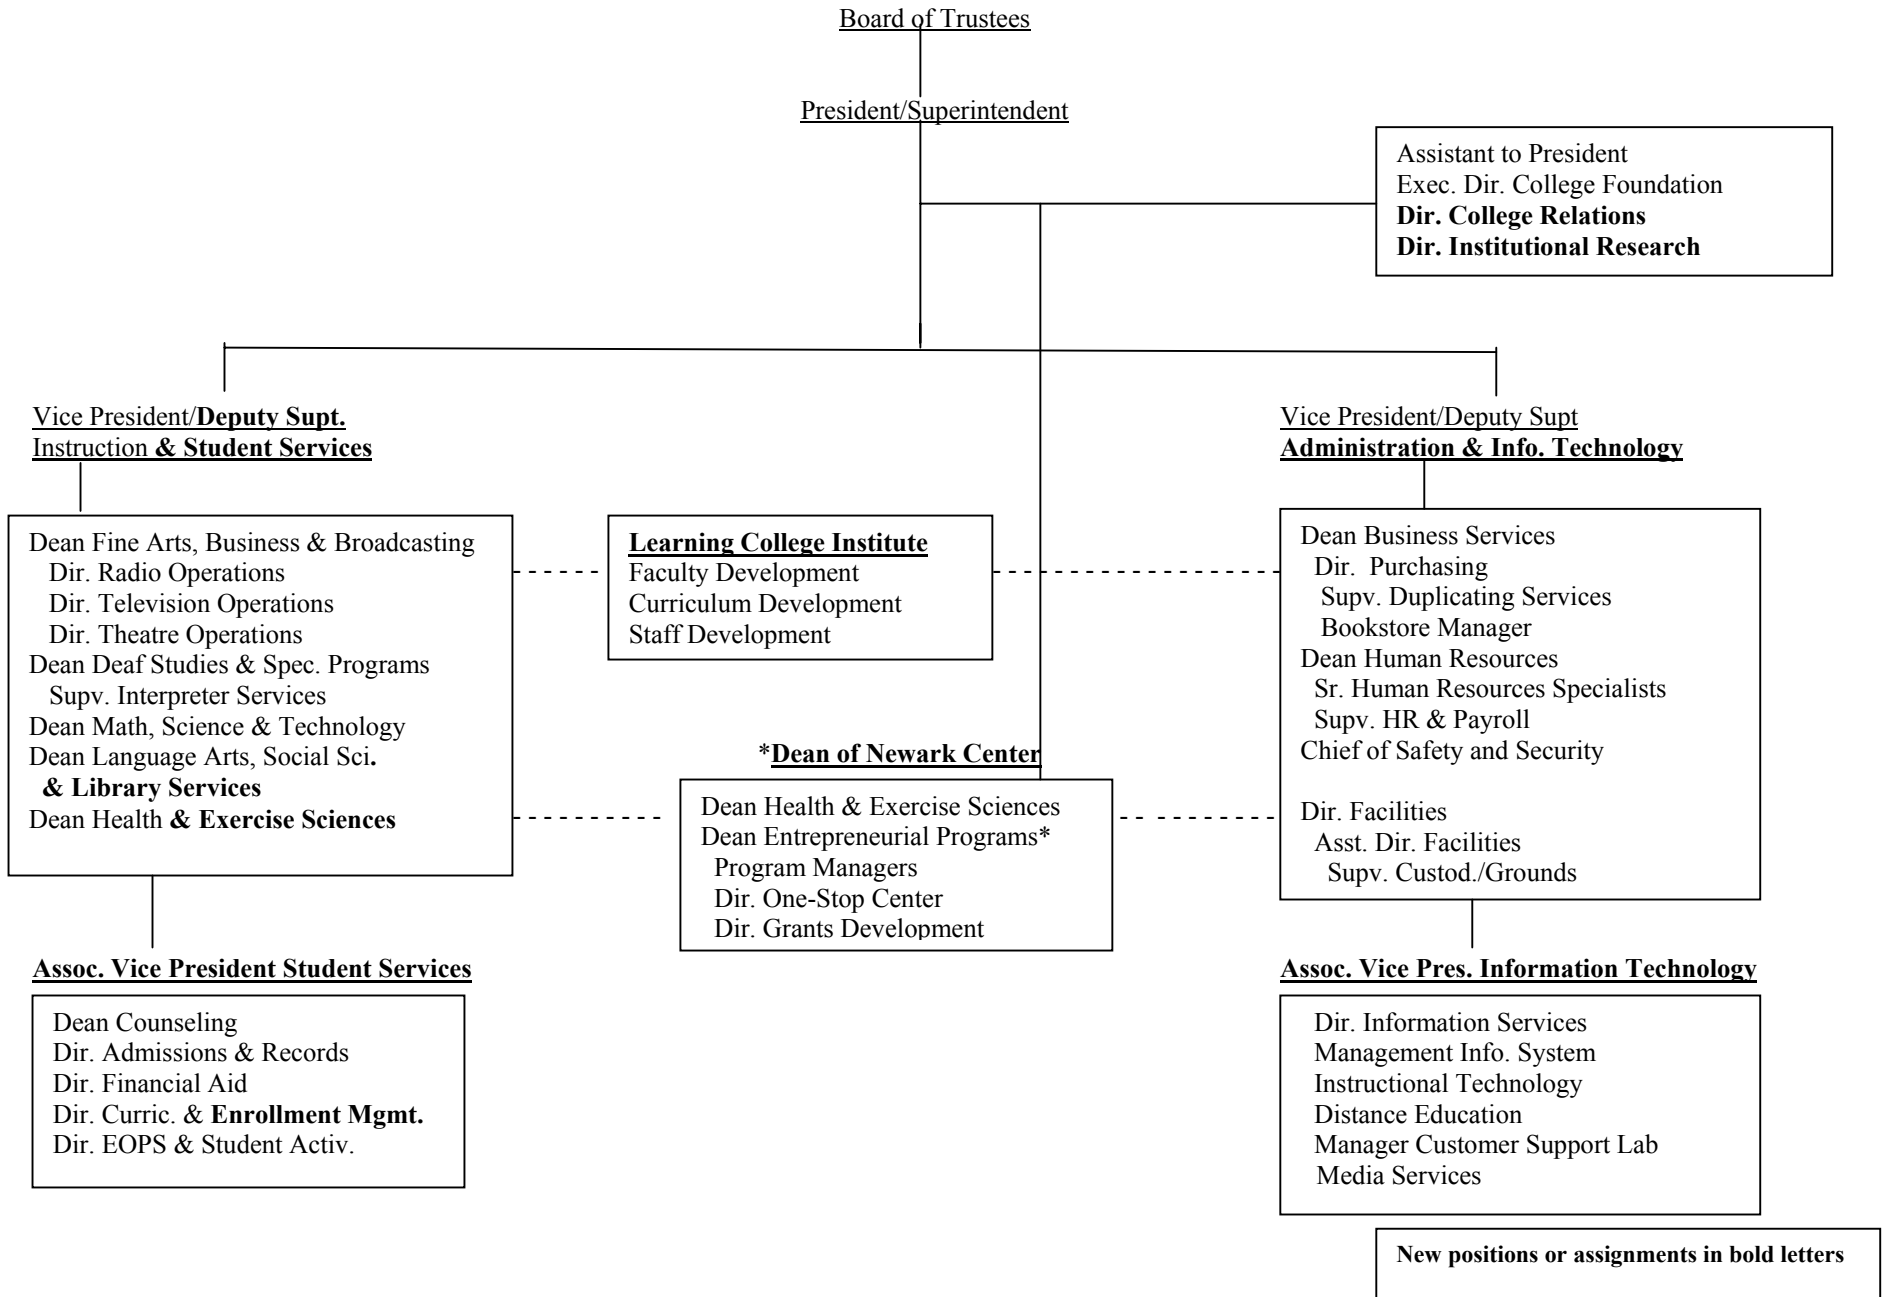 Board of Trustees
President/Superintendent
Assistant to President
Exec. Dir. College Foundation
Dir. College Relations
Dir. Institutional Research
Vice President/Deputy Supt.
Instruction & Student Services
Vice President/Deputy Supt
Administration & Info. Technology
Dean Fine Arts, Business & Broadcasting
Dir. Radio Operations
Dir. Television Operations
Dir. Theatre Operations
Dean Deaf Studies & Spec. Programs
Supv. Interpreter Services
Dean Math, Science & Technology
Dean Language Arts, Social Sci.
& Library Services
Dean Health & Exercise Sciences
Learning College Institute
Faculty Development
Curriculum Development
Staff Development
*Dean of Newark Center
Dean Health & Exercise Sciences
Dean Entrepreneurial Programs*
Program Managers
Dir. One-Stop Center
Dir. Grants Development
Dean Business Services
Dir. Purchasing
Supv. Duplicating Services
Bookstore Manager
Dean Human Resources
Sr. Human Resources Specialists
Supv. HR & Payroll
Chief of Safety and Security
Dir. Facilities
Asst. Dir. Facilities
Supv. Custod./Grounds
Assoc. Vice President Student Services
Dean Counseling
Dir. Admissions & Records
Dir. Financial Aid
Dir. Curric. & Enrollment Mgmt.
Dir. EOPS & Student Activ.
Assoc. Vice Pres. Information Technology
Dir. Information Services
Management Info. System
Instructional Technology
Distance Education
Manager Customer Support Lab
Media Services
New positions or assignments in bold letters